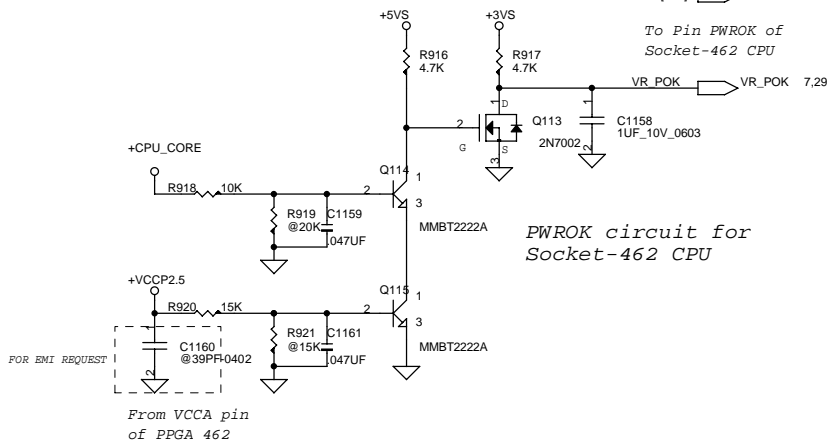 To Pin PWROK of
Socket-462 CPU
+5VS
+3VS
R916
4.7K
R917
4.7K
VR_POK
VR_POK 7,29
1
D
2
G
S
3
Q113
2N7002
1
C1158
1UF_10V_0603
2
+CPU_CORE
R918
10K
2
Q114
1
3
MMBT2222A
R919
@20K
C1159
.047UF
PWROK circuit for
Socket-462 CPU
+VCCP2.5
R920
15K
2
Q115
1
3
MMBT2222A
R921
@15K
C1161
.047UF
1
C1160
@39PF-0402
2
FOR EMI REQUEST
From VCCA pin
of PPGA 462